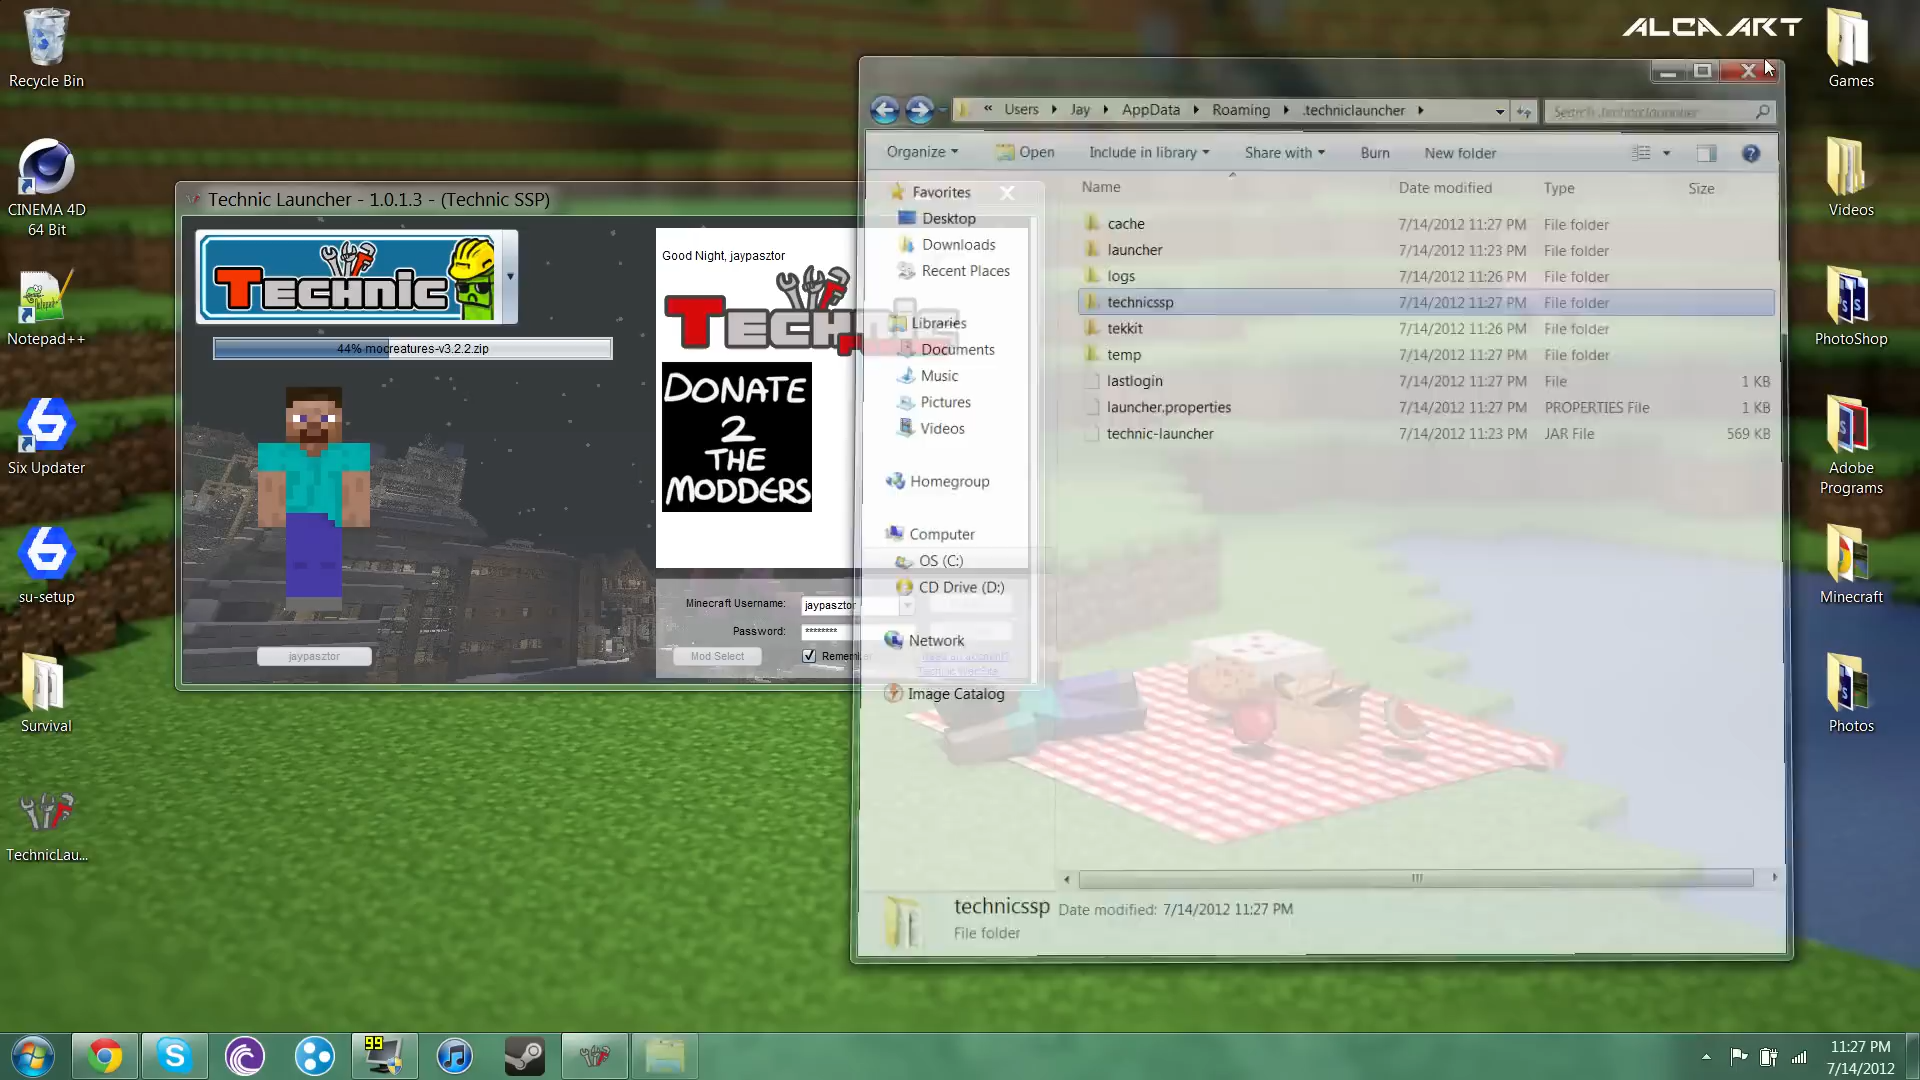 ALCA ART
Recycle Bin
CINEMA 4D
64 Bit
Notepad++
Six Updater
su-setup
Survival
TechnicLau...
Games
Videos
PhotoShop
Adobe
Programs
Minecraft
Photos
Technic Launcher - 1.0.1.3 - (Technic SSP)
TECHNIC
44% mocreatures-v3.2.2.zip
jaypasztor
Good Night, jaypasztor
TECHNIC
DONATE
2
THE
MODDERS
Minecraft Username: jaypasztor
Password: ********
Mod Select
« Users Jay AppData Roaming .techniclauncher
Search .techniclauncher
Organize Open Include in library Share with Burn New folder
Favorites
Desktop
Downloads
Recent Places
Libraries
Documents
Music
Pictures
Videos
Homegroup
Computer
OS (C:)
CD Drive (D:)
Network
Image Catalog
Name Date modified Type Size
cache 7/14/2012 11:27 PM File folder
launcher 7/14/2012 11:23 PM File folder
logs 7/14/2012 11:26 PM File folder
technicssp 7/14/2012 11:27 PM File folder
tekkit 7/14/2012 11:26 PM File folder
temp 7/14/2012 11:27 PM File folder
lastlogin 7/14/2012 11:27 PM File 1 KB
launcher.properties 7/14/2012 11:27 PM PROPERTIES File 1 KB
technic-launcher 7/14/2012 11:23 PM JAR File 569 KB
technicssp Date modified: 7/14/2012 11:27 PM
File folder
99
11:27 PM
7/14/2012